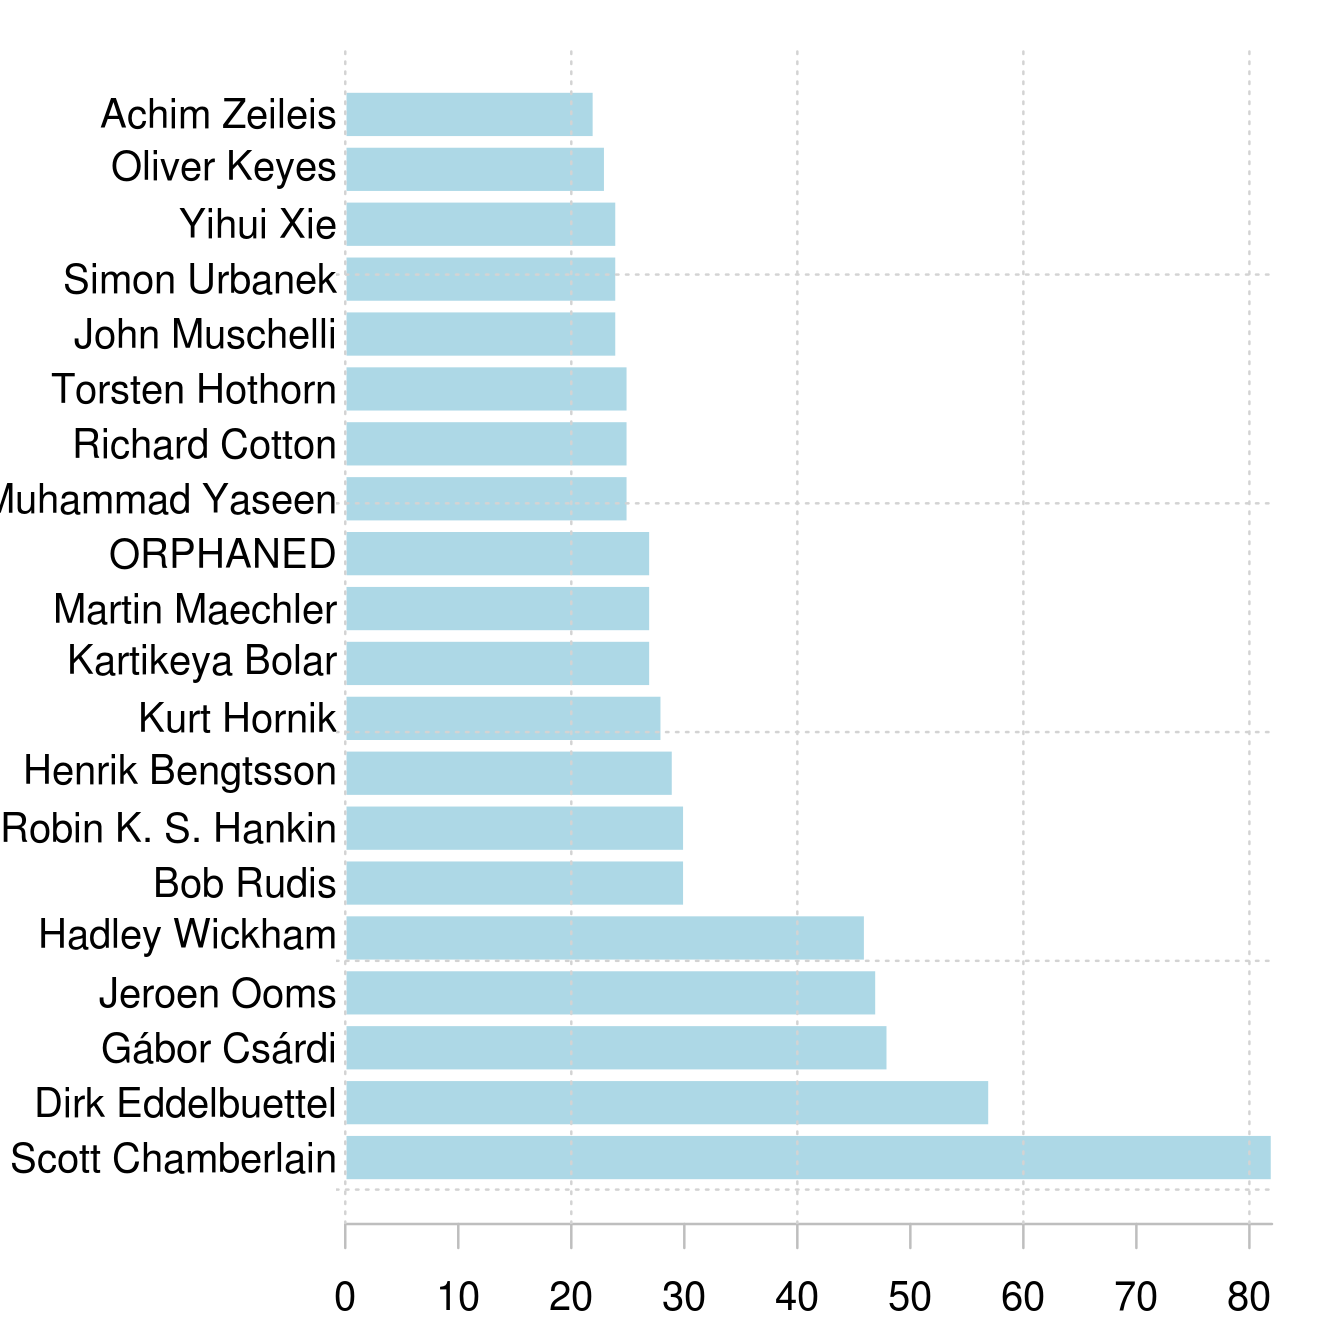 Achim Zeileis
Oliver Keyes
Yihui Xie
Simon Urbanek
John Muschelli
Torsten Hothorn
Richard Cotton
Muhammad Yaseen
ORPHANED
Martin Maechler
Kartikeya Bolar
Kurt Hornik
Henrik Bengtsson
Robin K. S. Hankin
Bob Rudis
Hadley Wickham
Jeroen Ooms
Gábor Csárdi
Dirk Eddelbuettel
Scott Chamberlain
0 10 20 30 40 50 60 70 80